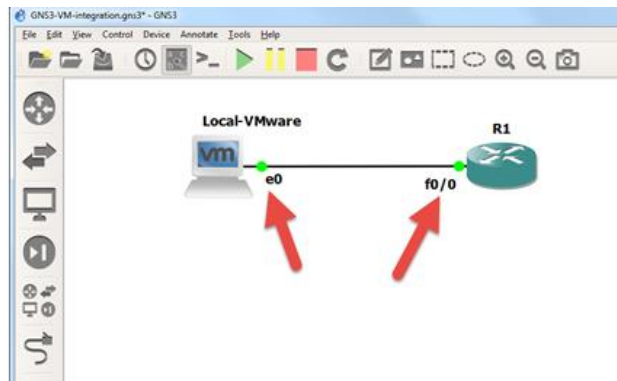 GNS3-VM-integration.gns3* - GNS3
File Edit View Control Device Annotate Tools Help
Local-VMware
R1
vm
e0
f0/0